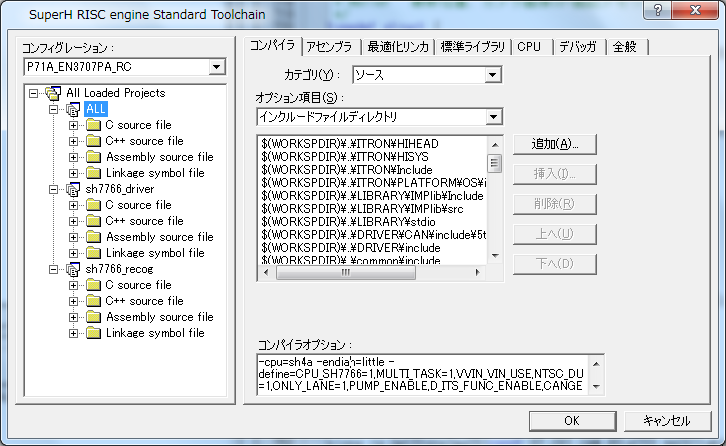 SuperH RISC engine Standard Toolchain
コンフィグレーション :
P71A_EN3707PA_RC
All Loaded Projects
ALL
C source file
C++ source file
Assembly source file
Linkage symbol file
sh7766_driver
C source file
C++ source file
Assembly source file
Linkage symbol file
sh7766_recog
C source file
C++ source file
Assembly source file
Linkage symbol file
コンパイラ アセンブラ 最適化リンカ 標準ライブラリ CPU デバッガ 全般
カテゴリ(Y) : ソース
オプション項目(S) :
インクルードファイルディレクトリ
$(WORKSPDIR)¥.¥ITRON¥HIHEAD
$(WORKSPDIR)¥.¥ITRON¥HISYS
$(WORKSPDIR)¥.¥ITRON¥Include
$(WORKSPDIR)¥.¥ITRON¥PLATFORM¥OS¥i
$(WORKSPDIR)¥.¥LIBRARY¥IMPlib¥Include
$(WORKSPDIR)¥.¥LIBRARY¥IMPlib¥src
$(WORKSPDIR)¥.¥LIBRARY¥stdio
$(WORKSPDIR)¥.¥DRIVER¥CAN¥include¥5t
$(WORKSPDIR)¥.¥DRIVER¥include
$(WORKSPDIR)¥.¥common¥include
追加(A)...
挿入(I)...
削除(R)
上へ(U)
下へ(D)
コンパイラオプション :
-cpu=sh4a -endian=little -
define=CPU_SH7766=1,MULTI_TASK=1,VVIN_VIN_USE,NTSC_DU
=1,ONLY_LANE=1,PUMP_ENABLE,D_ITS_FUNC_ENABLE,CANGE
OK
キャンセル